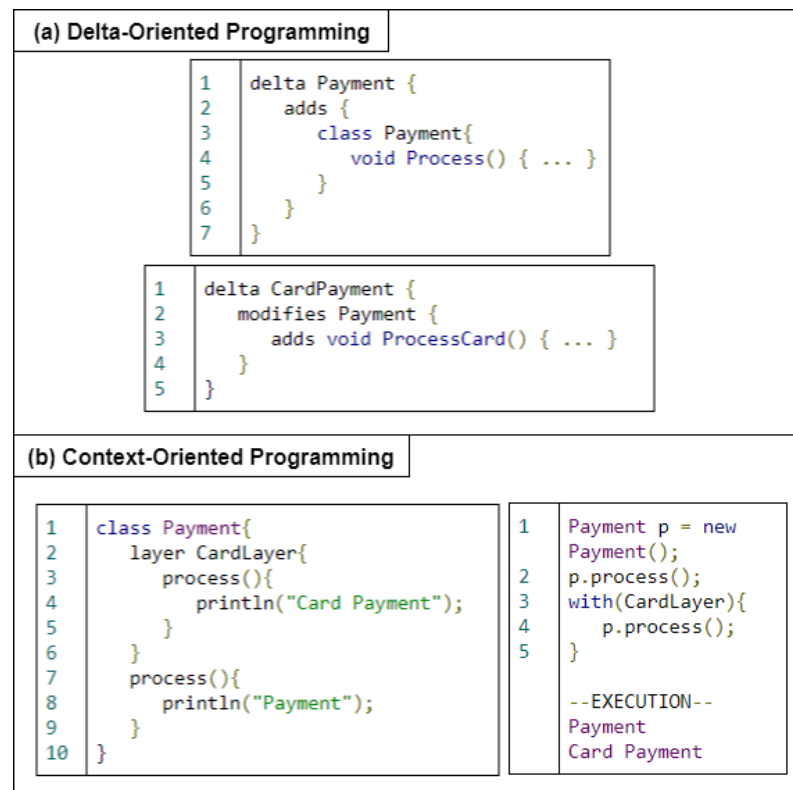 (a) Delta-Oriented Programming
1 delta Payment {
2 adds {
3 class Payment{
4 void Process() { ... }
5 }
6 }
7 }
1 delta CardPayment {
2 modifies Payment {
3 adds void ProcessCard() { ... }
4 }
5 }
(b) Context-Oriented Programming
1 class Payment{
2 layer CardLayer{
3 process(){
4 println("Card Payment");
5 }
6 }
7 process(){
8 println("Payment");
9 }
10 }
1 Payment p = new
Payment();
2 p.process();
3 with(CardLayer){
4 p.process();
5 }
--EXECUTION--
Payment
Card Payment